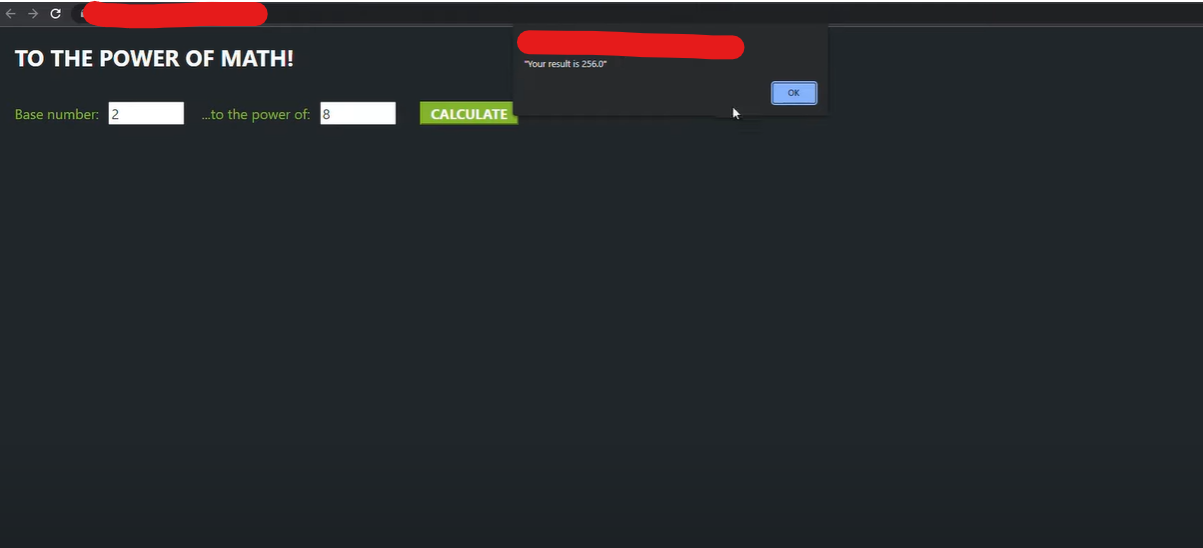 TO THE POWER OF MATH!
"Your result is 256.0"
OK
Base number: 2 ...to the power of: 8 CALCULATE